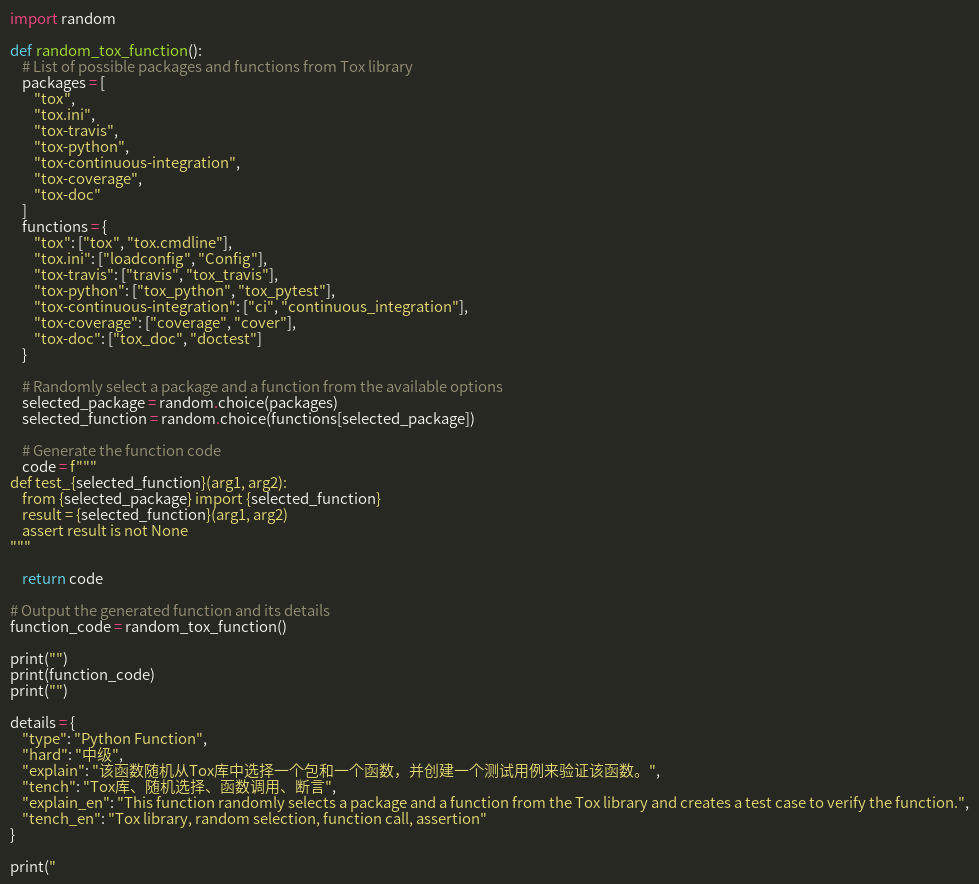 import random

def random_tox_function():
    # List of possible packages and functions from Tox library
    packages = [
        "tox",
        "tox.ini",
        "tox-travis",
        "tox-python",
        "tox-continuous-integration",
        "tox-coverage",
        "tox-doc"
    ]
    functions = {
        "tox": ["tox", "tox.cmdline"],
        "tox.ini": ["loadconfig", "Config"],
        "tox-travis": ["travis", "tox_travis"],
        "tox-python": ["tox_python", "tox_pytest"],
        "tox-continuous-integration": ["ci", "continuous_integration"],
        "tox-coverage": ["coverage", "cover"],
        "tox-doc": ["tox_doc", "doctest"]
    }

    # Randomly select a package and a function from the available options
    selected_package = random.choice(packages)
    selected_function = random.choice(functions[selected_package])

    # Generate the function code
    code = f"""
def test_{selected_function}(arg1, arg2):
    from {selected_package} import {selected_function}
    result = {selected_function}(arg1, arg2)
    assert result is not None
"""

    return code

# Output the generated function and its details
function_code = random_tox_function()

print("")
print(function_code)
print("")

details = {
    "type": "Python Function",
    "hard": "中级",
    "explain": "该函数随机从Tox库中选择一个包和一个函数，并创建一个测试用例来验证该函数。",
    "tench": "Tox库、随机选择、函数调用、断言",
    "explain_en": "This function randomly selects a package and a function from the Tox library and creates a test case to verify the function.",
    "tench_en": "Tox library, random selection, function call, assertion"
}

print("